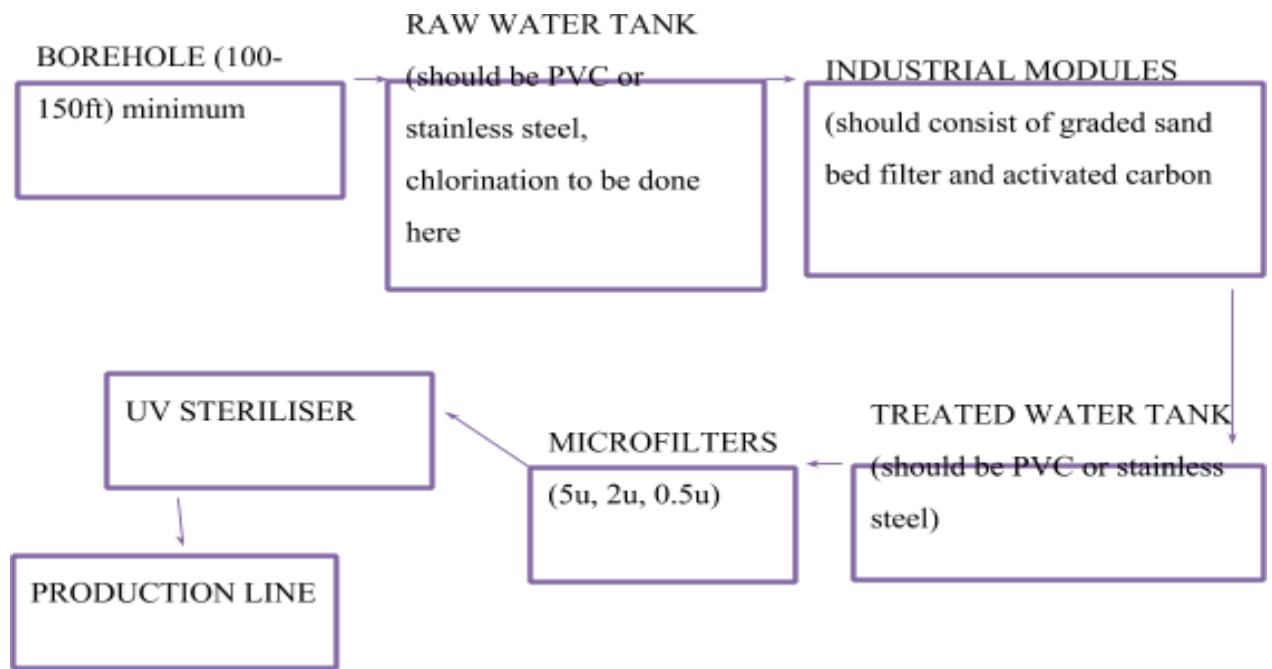 BOREHOLE (100-
150ft) minimum
RAW WATER TANK
(should be PVC or
stainless steel,
chlorination to be done
here
INDUSTRIAL MODULES
(should consist of graded sand
bed filter and activated carbon
TREATED WATER TANK
(should be PVC or stainless
steel)
MICROFILTERS
(5u, 2u, 0.5u)
UV STERILISER
PRODUCTION LINE